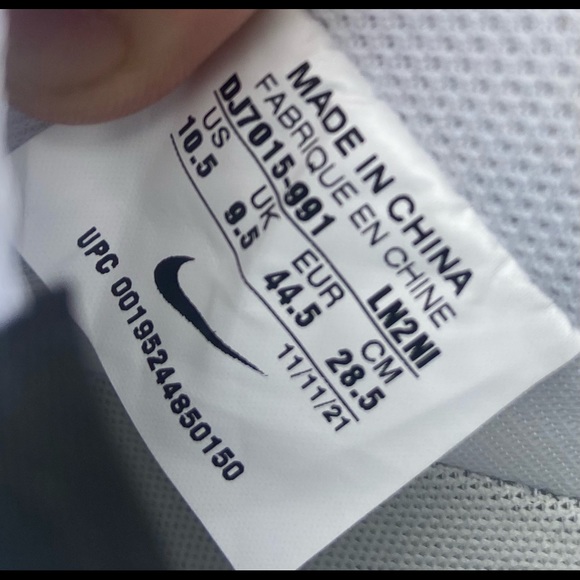 MADE IN CHINA
FABRIQUE EN CHINE
DJ7015-991 LN2NI
US UK EUR CM
10.5 9.5 44.5 28.5
11/11/21
UPC 00195244850150